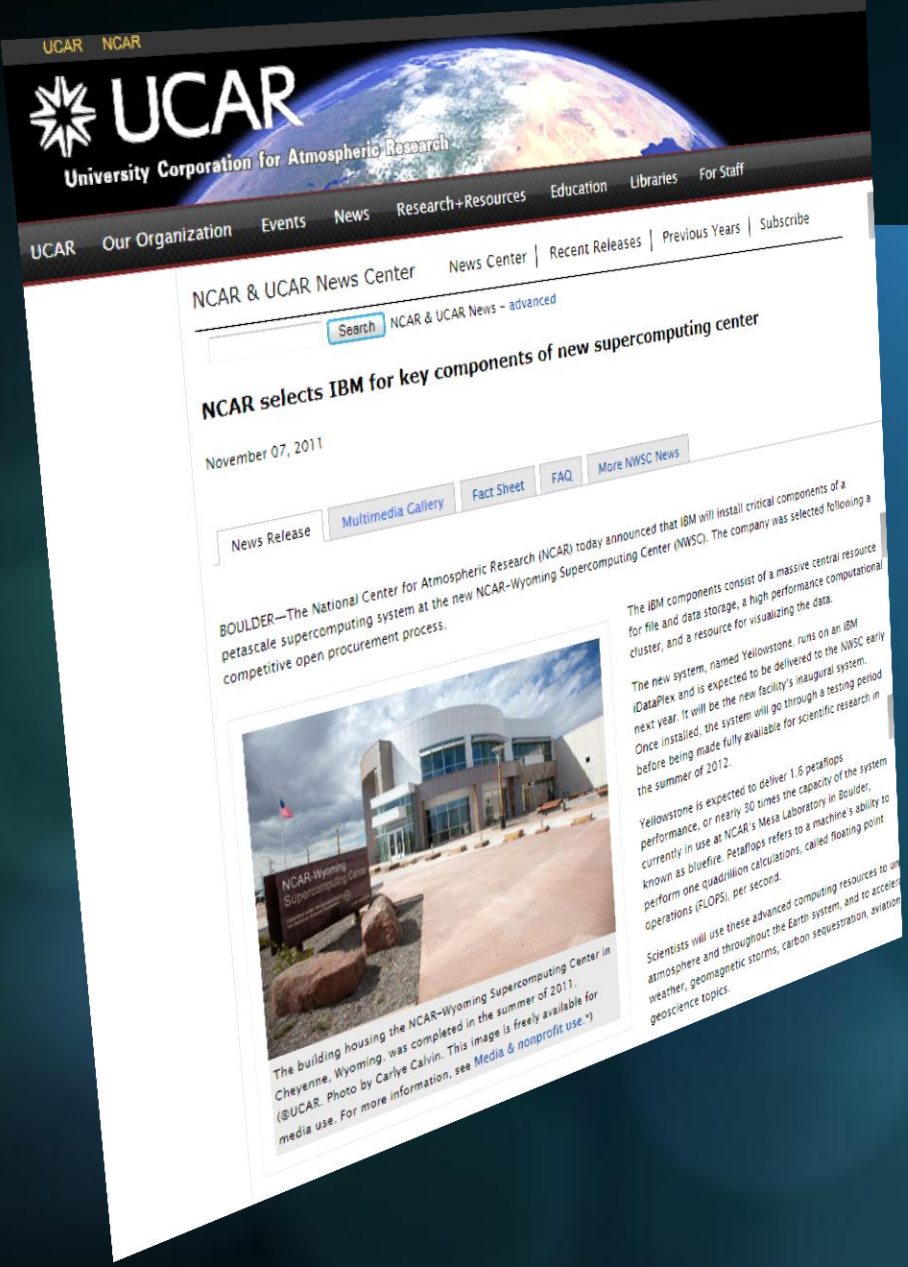 UCAR NCAR
UCAR
University Corporation for Atmospheric Research
UCAR Our Organization Events News Research+Resources Education Libraries For Staff
NCAR & UCAR News Center News Center | Recent Releases | Previous Years | Subscribe
Search NCAR & UCAR News - advanced
NCAR selects IBM for key components of new supercomputing center
November 07, 2011
News Release Multimedia Gallery Fact Sheet FAQ More NWSC News
BOULDER—The National Center for Atmospheric Research (NCAR) today announced that IBM will install critical components of a
petascale supercomputing system at the new NCAR-Wyoming Supercomputing Center (NWSC). The company was selected following a
competitive open procurement process.
NCAR-Wyoming
Supercomputing Center
The building housing the NCAR-Wyoming Supercomputing Center in
Cheyenne, Wyoming. was completed in the summer of 2011.
(©UCAR. Photo by Carlye Calvin. This image is freely available for
media use. For more information, see Media & nonprofit use.*)
The IBM components consist of a massive central resource
for file and data storage, a high performance computational
cluster, and a resource for visualizing the data.
The new system, named Yellowstone, runs on an IBM
iDataPlex and is expected to be delivered to the NWSC early
next year. It will be the new facility's inaugural system.
Once installed, the system will go through a testing period
before being made fully available for scientific research in
the summer of 2012.
Yellowstone is expected to deliver 1.6 petaflops
performance, or nearly 30 times the capacity of the system
currently in use at NCAR's Mesa Laboratory in Boulder,
known as bluefire. Petaflops refers to a machine's ability to
perform one quadrillion calculations, called floating point
operations (FLOPS), per second.
Scientists will use these advanced computing resources to un
atmosphere and throughout the Earth system, and to accelera
weather, geomagnetic storms, carbon sequestration, aviation
geoscience topics.